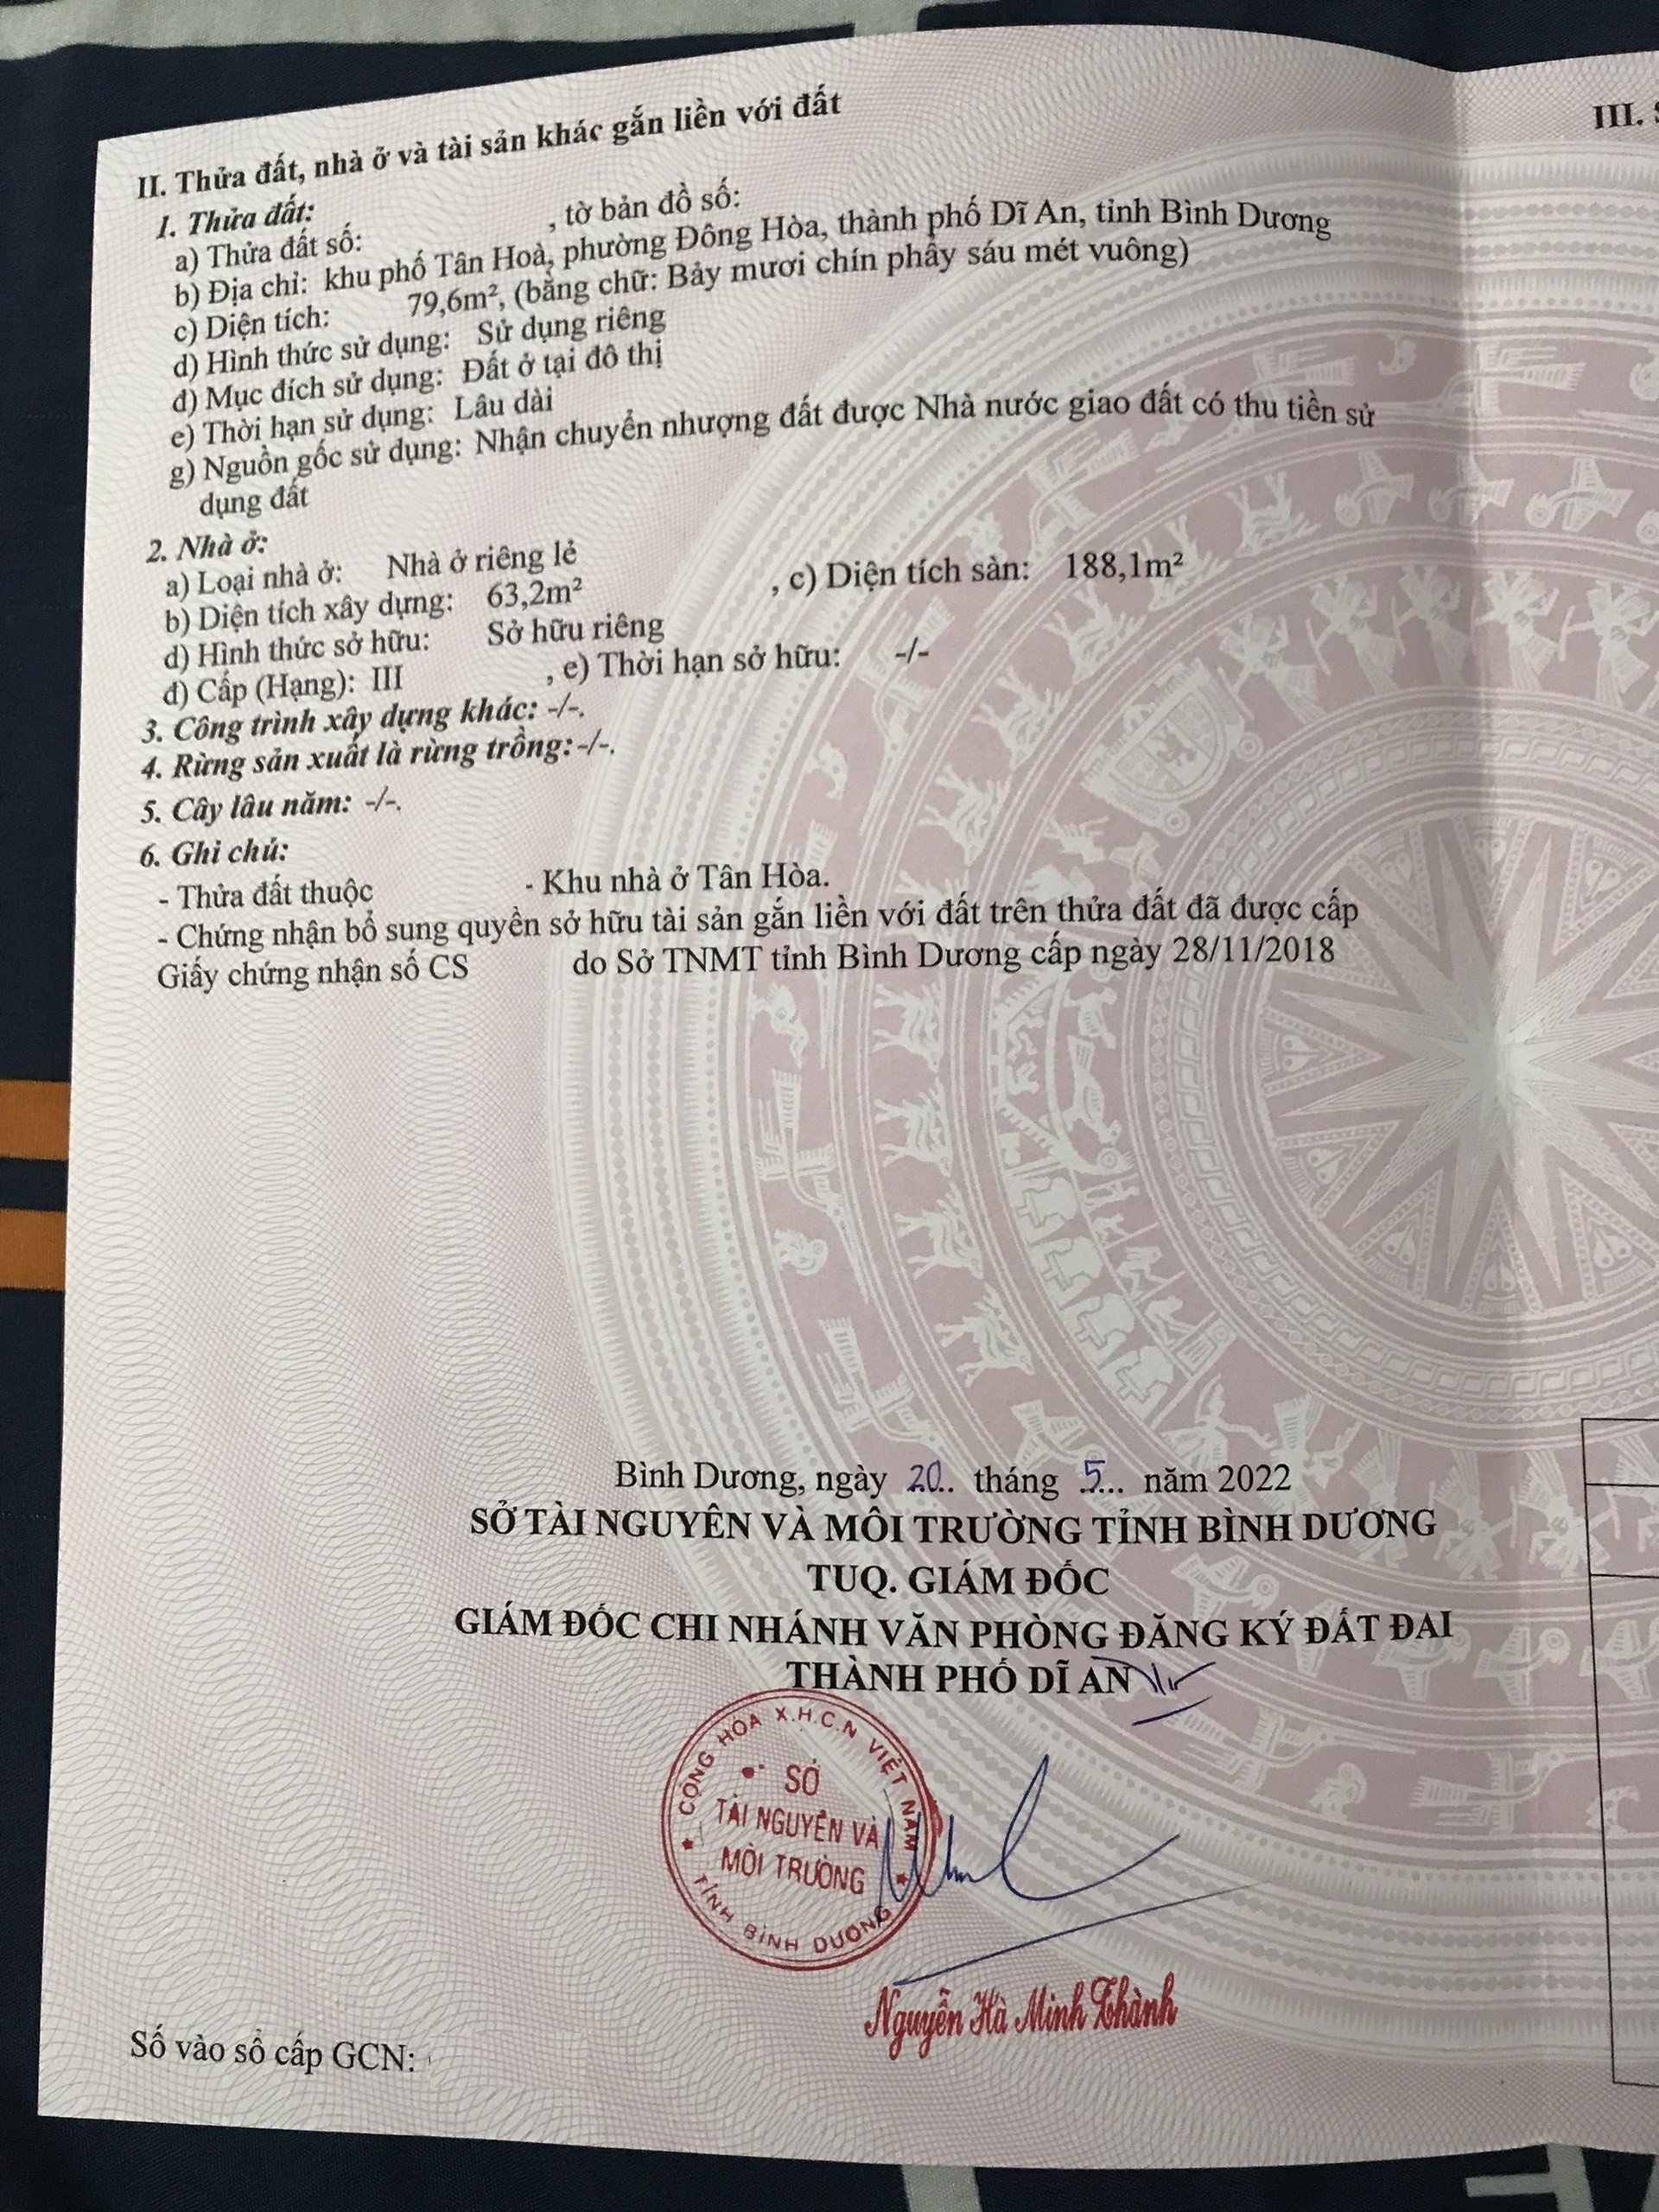 II. Thửa đất, nhà ở và tài sản khác gắn liền với đất
III. S
1. Thửa đất:
a) Thửa đất số: , tờ bản đồ số:
b) Địa chỉ: khu phố Tân Hoà, phường Đông Hòa, thành phố Dĩ An, tỉnh Bình Dương
c) Diện tích: 79,6m², (bằng chữ: Bảy mươi chín phẩy sáu mét vuông)
d) Hình thức sử dụng: Sử dụng riêng
đ) Mục đích sử dụng: Đất ở tại đô thị
e) Thời hạn sử dụng: Lâu dài
g) Nguồn gốc sử dụng: Nhận chuyển nhượng đất được Nhà nước giao đất có thu tiền sử
dụng đất
2. Nhà ở:
a) Loại nhà ở: Nhà ở riêng lẻ
b) Diện tích xây dựng: 63,2m² , c) Diện tích sàn: 188,1m²
d) Hình thức sở hữu: Sở hữu riêng
đ) Cấp (Hạng): III , e) Thời hạn sở hữu: -/-
3. Công trình xây dựng khác: -/-.
4. Rừng sản xuất là rừng trồng:-/-.
5. Cây lâu năm: -/-.
6. Ghi chú:
- Thửa đất thuộc - Khu nhà ở Tân Hòa.
- Chứng nhận bổ sung quyền sở hữu tài sản gắn liền với đất trên thửa đất đã được cấp
Giấy chứng nhận số CS do Sở TNMT tỉnh Bình Dương cấp ngày 28/11/2018
Bình Dương, ngày 20.. tháng 5... năm 2022
SỞ TÀI NGUYÊN VÀ MÔI TRƯỜNG TỈNH BÌNH DƯƠNG
TUQ. GIÁM ĐỐC
GIÁM ĐỐC CHI NHÁNH VĂN PHÒNG ĐĂNG KÝ ĐẤT ĐAI
THÀNH PHỐ DĨ AN
CỘNG HÒA X.H.C.N VIỆT NAM
SỞ
TÀI NGUYÊN VÀ
MÔI TRƯỜNG
TỈNH BÌNH DƯƠNG
Nguyễn Hà Minh Thành
Số vào sổ cấp GCN: